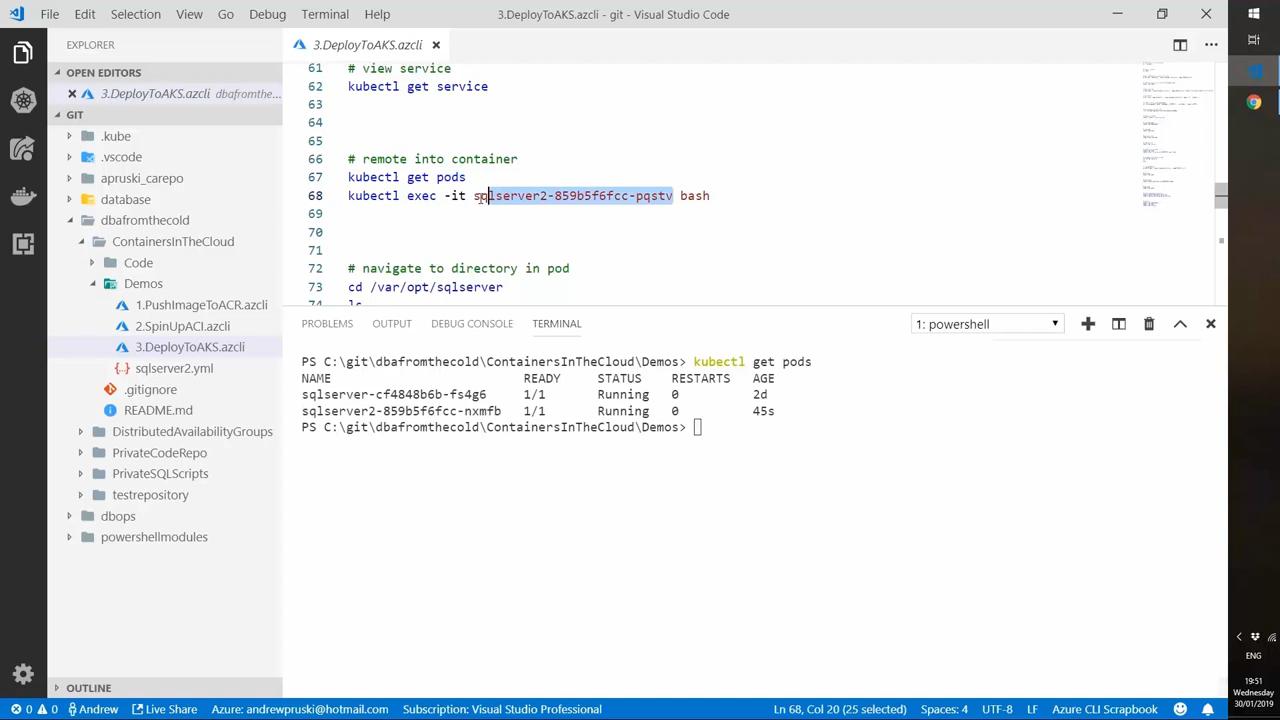 File Edit Selection View Go Debug Terminal Help 3.DeployToAKS.azcli - git - Visual Studio Code
EXPLORER
OPEN EDITORS
3.DeployToAKS.azcli dbafromthe...
GIT
.kube
.vscode
apruski_carepo
database
dbafromthecold
ContainersInTheCloud
Code
Demos
1.PushImageToACR.azcli
2.SpinUpACI.azcli
3.DeployToAKS.azcli
sqlserver2.yml
.gitignore
README.md
DistributedAvailabilityGroups
PrivateCodeRepo
PrivateSQLScripts
testrepository
dbops
powershellmodules
OUTLINE
3.DeployToAKS.azcli
61 # view service
62 kubectl get service
63
64
65
66 # remote into container
67 kubectl get pods
68 kubectl exec -it sqlserver2-859b5f6fcc-pqstv bash
69
70
71
72 # navigate to directory in pod
73 cd /var/opt/sqlserver
74 ls
PROBLEMS OUTPUT DEBUG CONSOLE TERMINAL 1: powershell
PS C:\git\dbafromthecold\ContainersInTheCloud\Demos> kubectl get pods
NAME READY STATUS RESTARTS AGE
sqlserver-cf4848b6b-fs4g6 1/1 Running 0 2d
sqlserver2-859b5f6fcc-nxmfb 1/1 Running 0 45s
PS C:\git\dbafromthecold\ContainersInTheCloud\Demos>
0 0 Andrew Live Share Azure: andrewpruski@hotmail.com Subscription: Visual Studio Enterprise Ln 68, Col 20 (25 selected) Spaces: 4 UTF-8 LF Azure CLI Scrapbook 1
ENG
19:51
Wednesday
30/01/2019